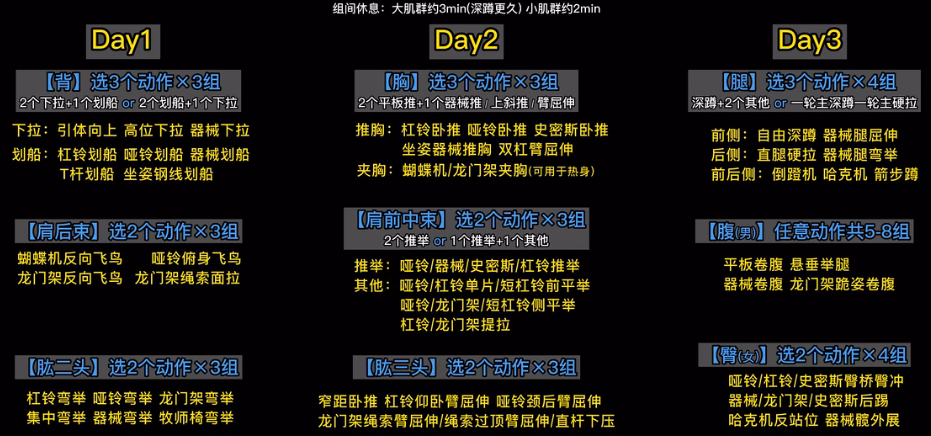 组间休息：大肌群约3min(深蹲更久) 小肌群约2min
Day1
【背】选3个动作×3组
2个下拉+1个划船 or 2个划船+1个下拉
下拉：引体向上 高位下拉 器械下拉
划船：杠铃划船 哑铃划船 器械划船
T杆划船 坐姿钢线划船
【肩后束】选2个动作×3组
蝴蝶机反向飞鸟 哑铃俯身飞鸟
龙门架反向飞鸟 龙门架绳索面拉
【肱二头】选2个动作×3组
杠铃弯举 哑铃弯举 龙门架弯举
集中弯举 器械弯举 牧师椅弯举
Day2
【胸】选3个动作×3组
2个平板推+1个器械推/上斜推/臂屈伸
推胸：杠铃卧推 哑铃卧推 史密斯卧推
坐姿器械推胸 双杠臂屈伸
夹胸：蝴蝶机/龙门架夹胸(可用于热身)
【肩前中束】选2个动作×3组
2个推举 or 1个推举+1个其他
推举：哑铃/器械/史密斯/杠铃推举
其他：哑铃/杠铃单片/短杠铃前平举
哑铃/龙门架/短杠铃侧平举
杠铃/龙门架提拉
【肱三头】选2个动作×3组
窄距卧推 杠铃仰卧臂屈伸 哑铃颈后臂屈伸
龙门架绳索臂屈伸/绳索过顶臂屈伸/直杆下压
Day3
【腿】选3个动作×4组
深蹲+2个其他 or 一轮主深蹲一轮主硬拉
前侧：自由深蹲 器械腿屈伸
后侧：直腿硬拉 器械腿弯举
前后侧：倒蹬机 哈克机 箭步蹲
【腹(男)】任意动作共5-8组
平板卷腹 悬垂举腿
器械卷腹 龙门架跪姿卷腹
【臀(女)】选2个动作×4组
哑铃/杠铃/史密斯臀桥臀冲
器械/龙门架/史密斯后踢
哈克机反站位 器械髋外展